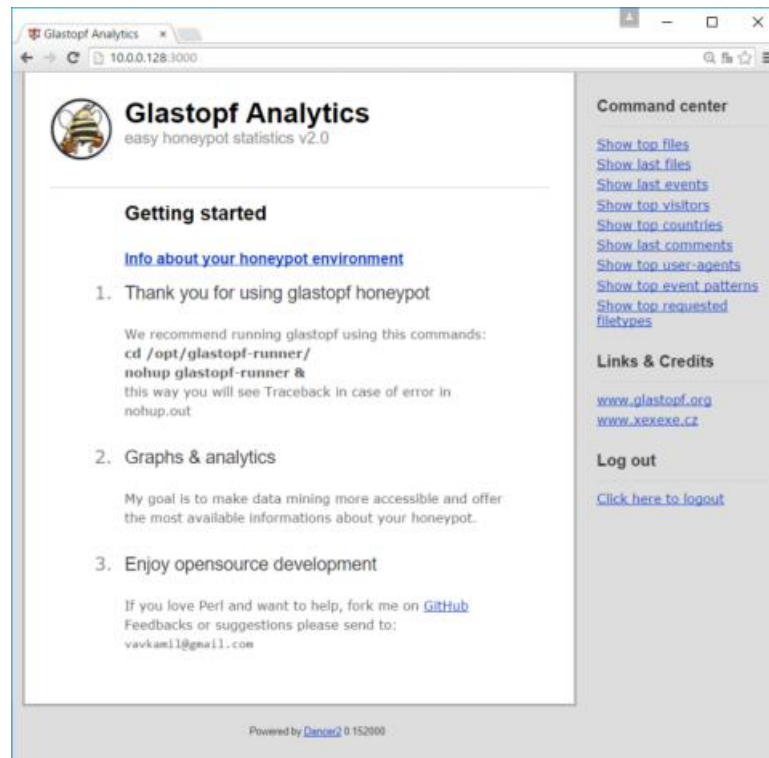 Glastopf Analytics
10.0.0.128:3000
Glastopf Analytics
easy honeypot statistics v2.0
Getting started
Info about your honeypot environment
1. Thank you for using glastopf honeypot
We recommend running glastopf using this commands:
cd /opt/glastopf-runner/
nohup glastopf-runner &
this way you will see Traceback in case of error in
nohup.out
2. Graphs & analytics
My goal is to make data mining more accessible and offer
the most available informations about your honeypot.
3. Enjoy opensource development
If you love Perl and want to help, fork me on GitHub
Feedbacks or suggestions please send to:
vavkamil@gmail.com
Command center
Show top files
Show last files
Show last events
Show top visitors
Show top countries
Show last comments
Show top user-agents
Show top event patterns
Show top requested
filetypes
Links & Credits
www.glastopf.org
www.xexexe.cz
Log out
Click here to logout
Powered by Dancer2 0.152000